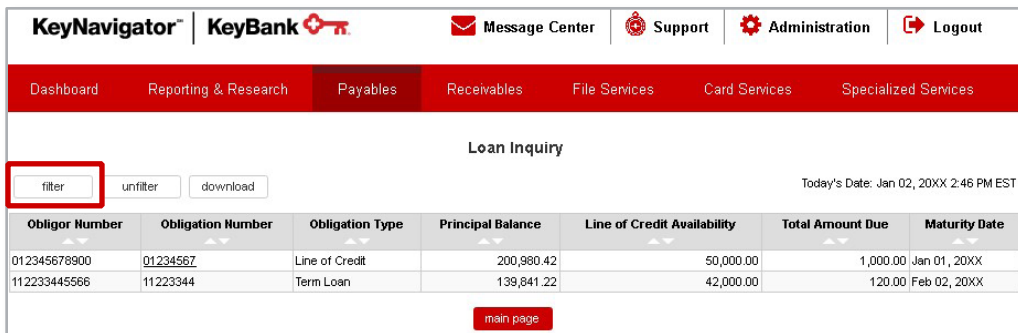 KeyNavigator℠ | KeyBank Message Center Support Administration Logout
Dashboard Reporting & Research Payables Receivables File Services Card Services Specialized Services
Loan Inquiry
filter unfilter download Today's Date: Jan 02, 20XX 2:46 PM EST
Obligor Number Obligation Number Obligation Type Principal Balance Line of Credit Availability Total Amount Due Maturity Date
012345678900 01234567 Line of Credit 200,980.42 50,000.00 1,000.00 Jan 01, 20XX
112233445566 11223344 Term Loan 139,841.22 42,000.00 120.00 Feb 02, 20XX
main page